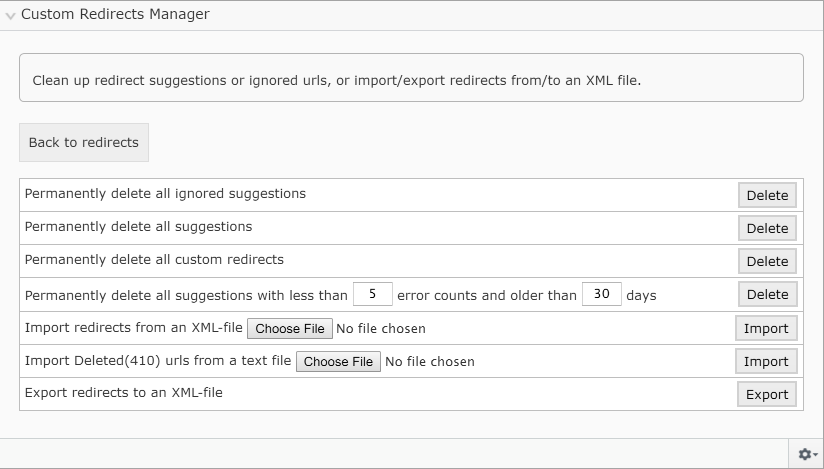 Custom Redirects Manager
Clean up redirect suggestions or ignored urls, or import/export redirects from/to an XML file.
Back to redirects
Permanently delete all ignored suggestions Delete
Permanently delete all suggestions Delete
Permanently delete all custom redirects Delete
Permanently delete all suggestions with less than 5 error counts and older than 30 days Delete
Import redirects from an XML-file Choose File No file chosen Import
Import Deleted(410) urls from a text file Choose File No file chosen Import
Export redirects to an XML-file Export